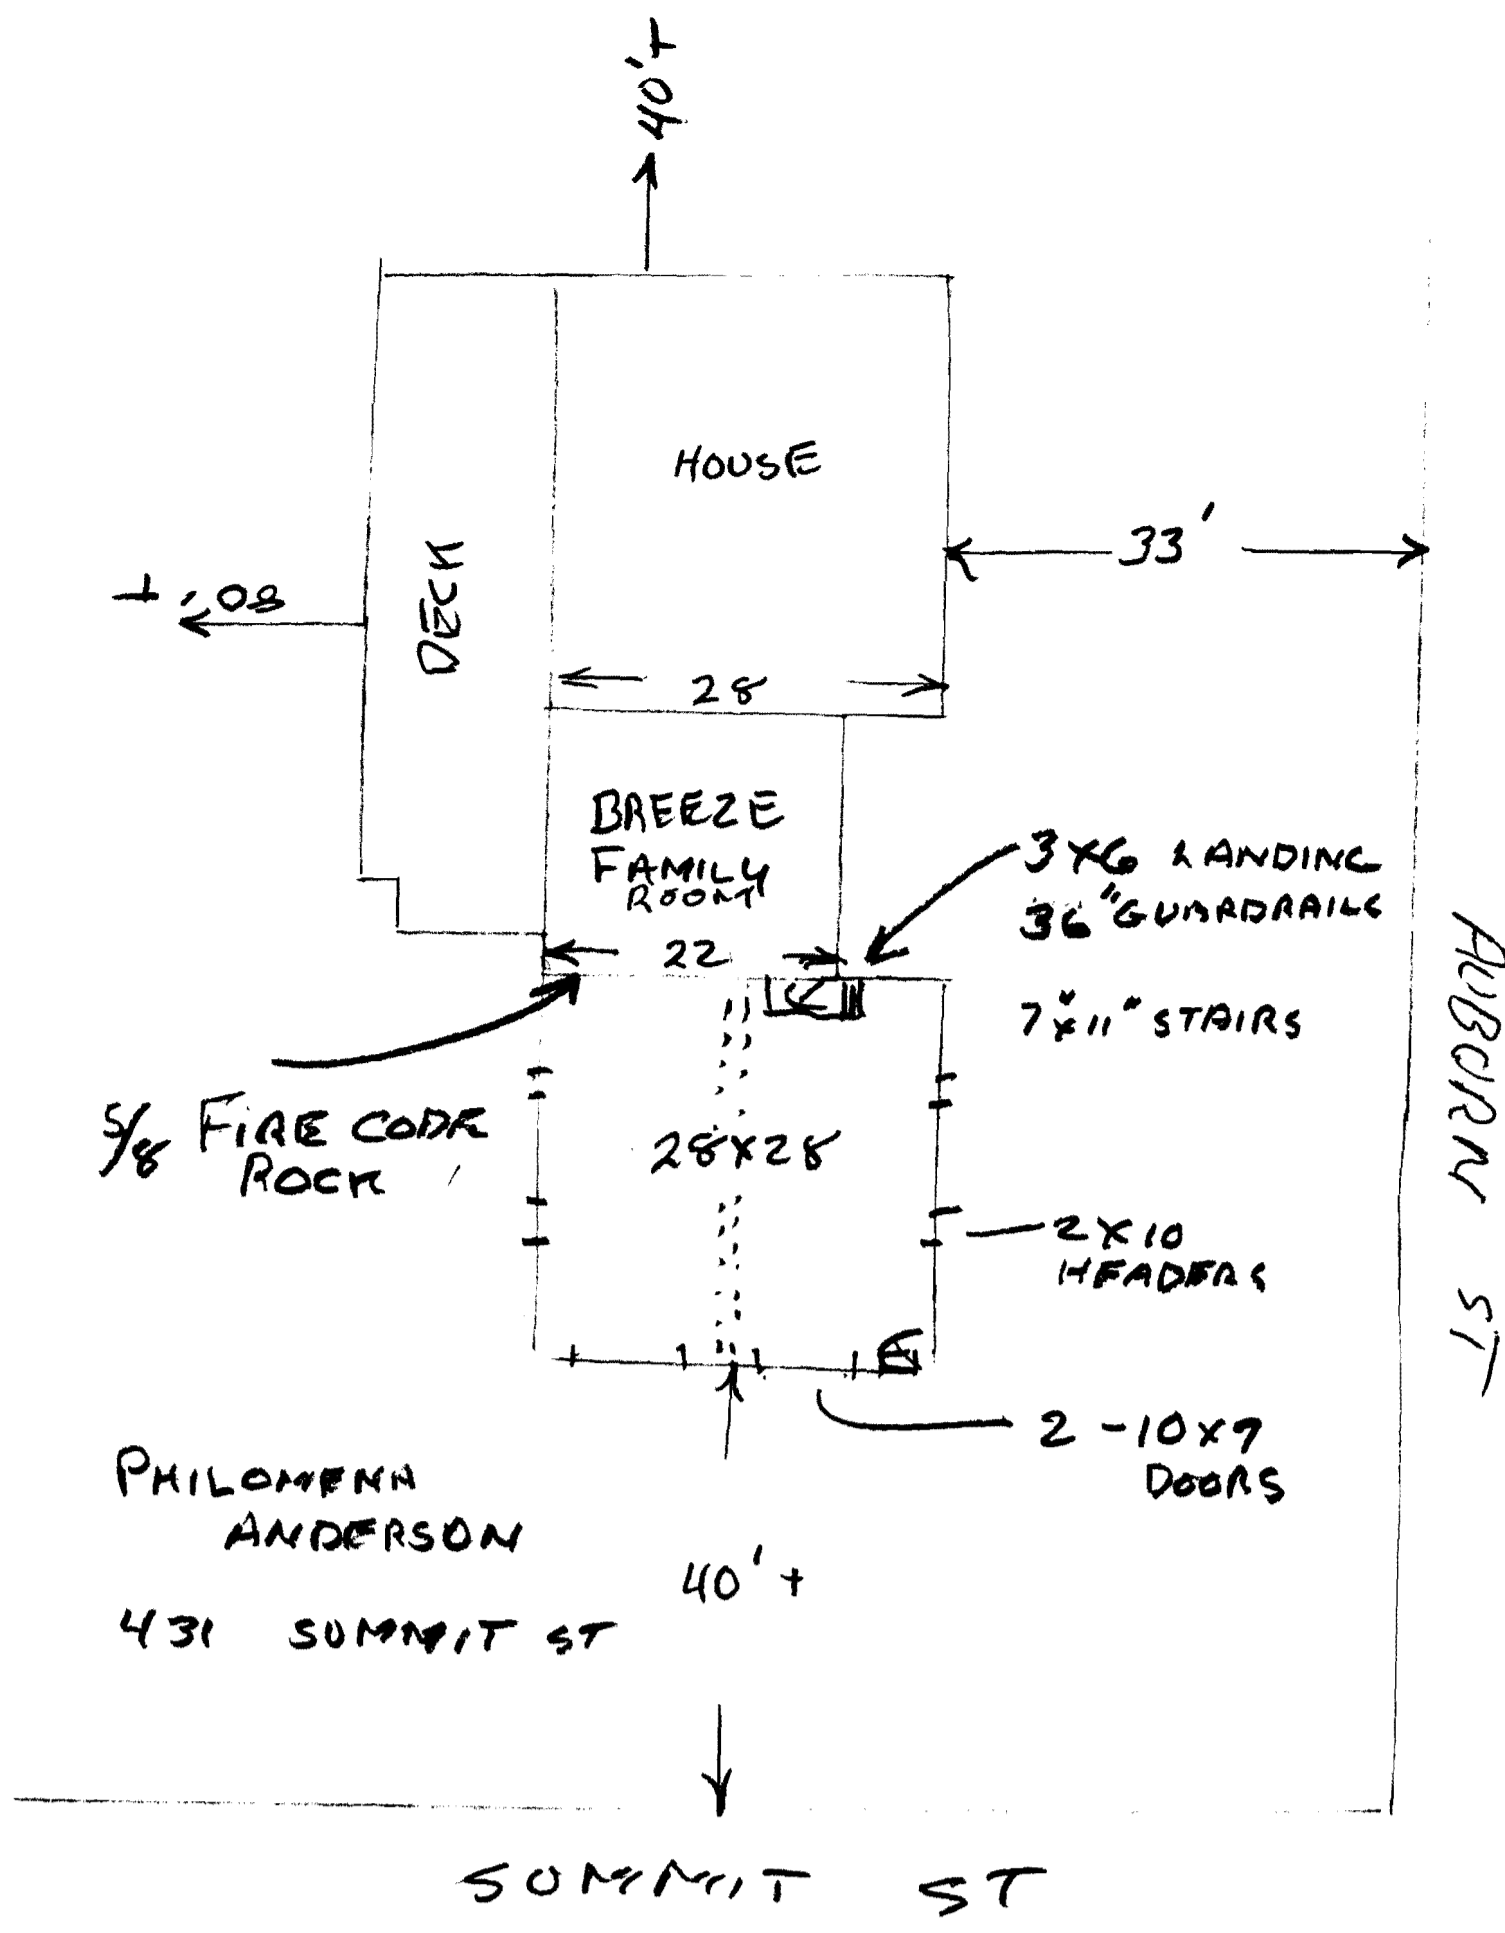 40'+
HOUSE
33'
80'+
DECK
28
BREEZE
FAMILY
ROOM
22
3X6 LANDING
36" GUARDRAILS
7"X11" STAIRS
AUBURN ST
5/8 FIRE CODE
ROCK
28X28
2X10
HEADERS
2 - 10X7
DOORS
PHILOMENA
ANDERSON
40'+
431 SUMMIT ST
SUMMIT ST